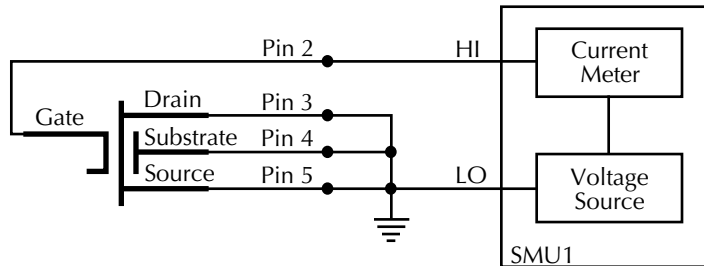 Pin 2
HI
Current
Meter
Drain
Pin 3
Gate
Substrate
Pin 4
Source
Pin 5
LO
Voltage
Source
SMU1